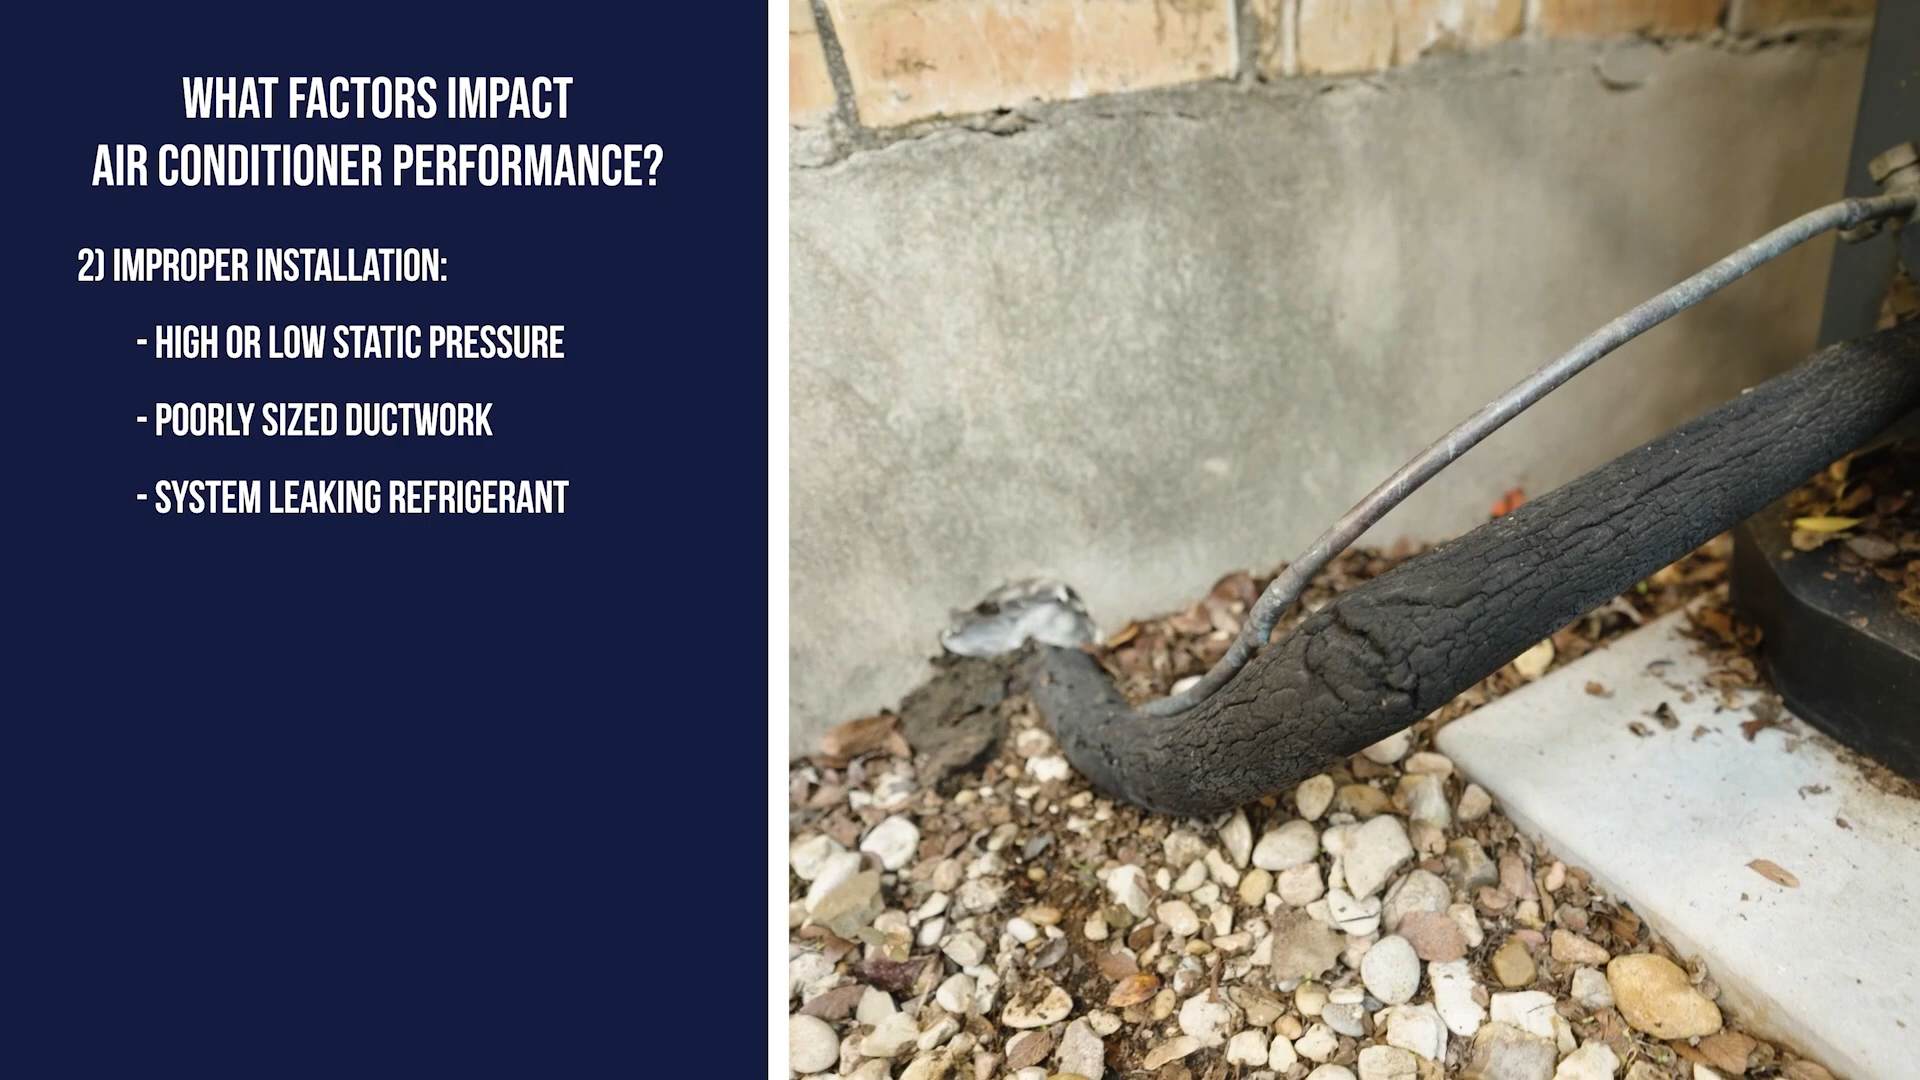 WHAT FACTORS IMPACT
AIR CONDITIONER PERFORMANCE?
2) IMPROPER INSTALLATION:
- HIGH OR LOW STATIC PRESSURE
- POORLY SIZED DUCTWORK
- SYSTEM LEAKING REFRIGERANT